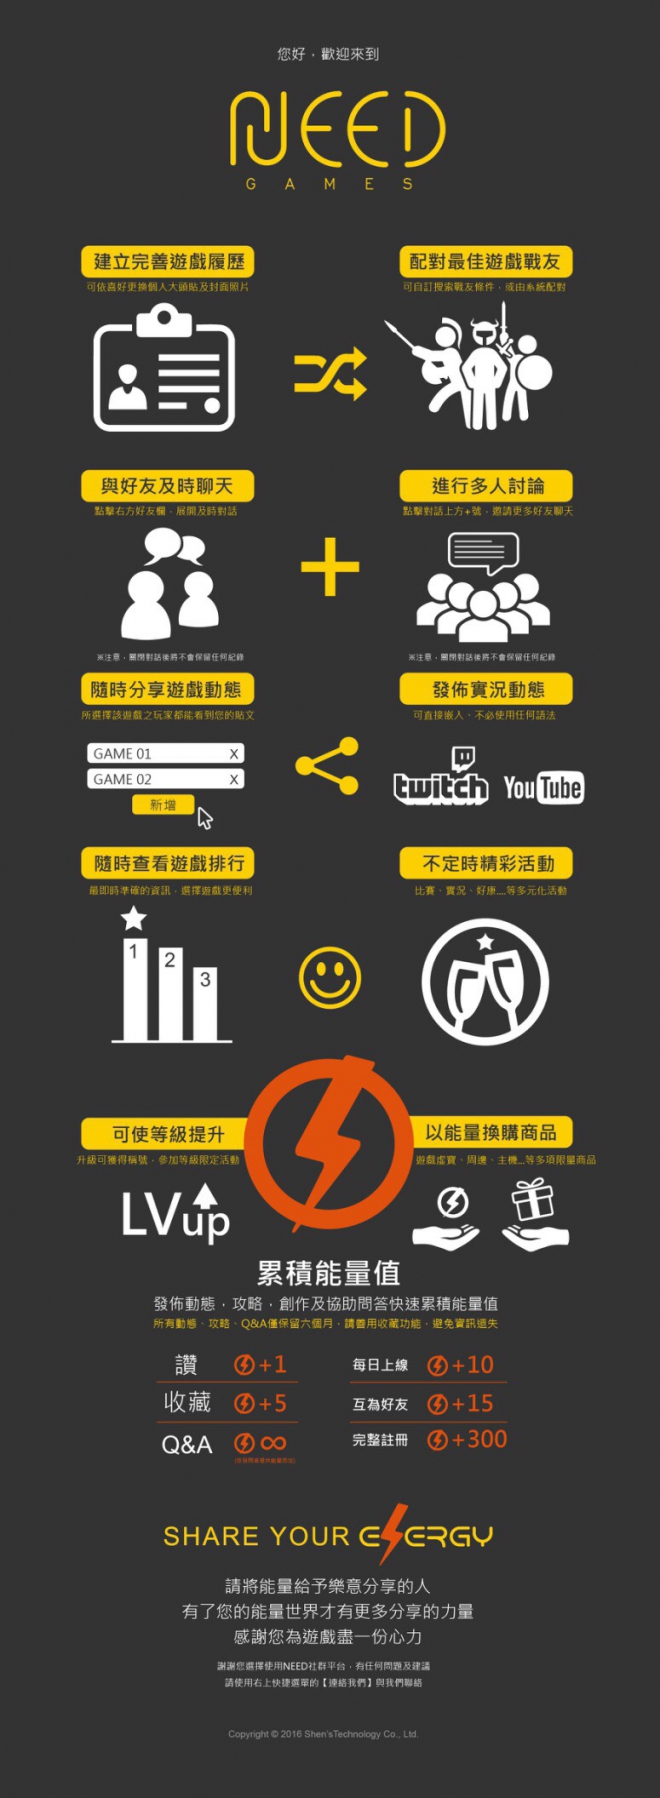 您好，歡迎來到
NEED
GAMES
建立完善遊戲履歷
可依喜好更換個人大頭貼及封面照片
配對最佳遊戲戰友
可自訂搜索戰友條件，或由系統配對
與好友及時聊天
點擊右方好友欄，展開及時對話
※注意，關閉對話後將不會保留任何紀錄
進行多人討論
點擊對話上方+號，邀請更多好友聊天
※注意，關閉對話後將不會保留任何紀錄
隨時分享遊戲動態
所選擇該遊戲之玩家都能看到您的貼文
GAME 01 X
GAME 02 X
新增
發佈實況動態
可直接嵌入、不必使用任何語法
twitch
YouTube
隨時查看遊戲排行
最即時準確的資訊，選擇遊戲更便利
1
2
3
不定時精彩活動
比賽、實況、好康....等多元化活動
可使等級提升
升級可獲得稱號，參加等級限定活動
LVup
以能量換購商品
遊戲虛寶、周邊、主機...等多項限量商品
累積能量值
發佈動態，攻略，創作及協助問答快速累積能量值
所有動態、攻略、Q&A僅保留六個月，請善用收藏功能，避免資訊遺失
讚 +1
收藏 +5
Q&A ∞
每日上線 +10
互為好友 +15
完整註冊 +300
SHARE YOUR ENERGY
請將能量給予樂意分享的人
有了您的能量世界才有更多分享的力量
感謝您為遊戲盡一份心力
謝謝您選擇使用NEED社群平台，有任何問題及建議
請使用右上快捷選單的【連絡我們】與我們聯絡
Copyright © 2016 Shen'sTechnology Co., Ltd.